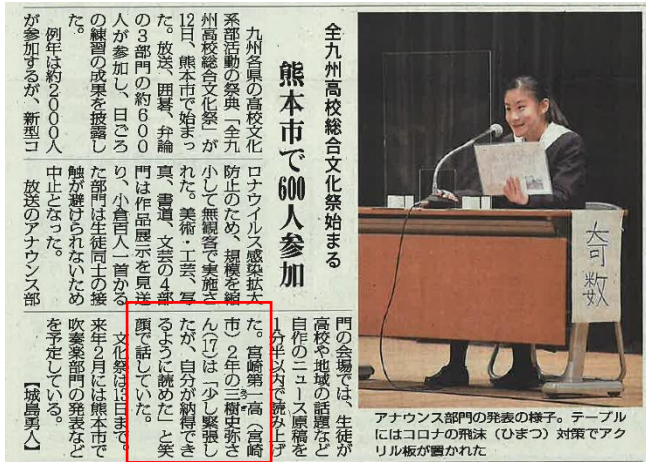 全九州高校総合文化祭始まる
熊本市で600人参加
九州各県の高校文化
系部活動の祭典「全九
州高校総合文化祭」が
12日、熊本市で始まっ
た。放送、囲碁、弁論
の3部門の約600
人が参加し、日ごろ
の練習の成果を披露し
た。
例年は約2000人
が参加するが、新型コ
ロナウイルス感染拡大
防止のため、規模を縮
小して無観客で実施さ
れた。美術・工芸、写
真、書道、文芸の4部
門は作品展示を見送
り、小倉百人一首かる
た部門は生徒同士の接
触が避けられないため
中止となった。
放送のアナウンス部
門の会場では、生徒が
高校や地域の話題など
自作のニュース原稿を
1分半以内で読み上げ
た。宮崎第一高(宮崎
市)2年の三樹史弥さ
ん(17)は「少し緊張し
たが、自分が納得でき
るように読めた」と笑
顔で話していた。
文化祭は13日まで。
来年2月には熊本市で
吹奏楽部門の発表など
を予定している。
【城島勇人】
奇数
アナウンス部門の発表の様子。テーブル
にはコロナの飛沫(ひまつ)対策でアク
リル板が置かれた